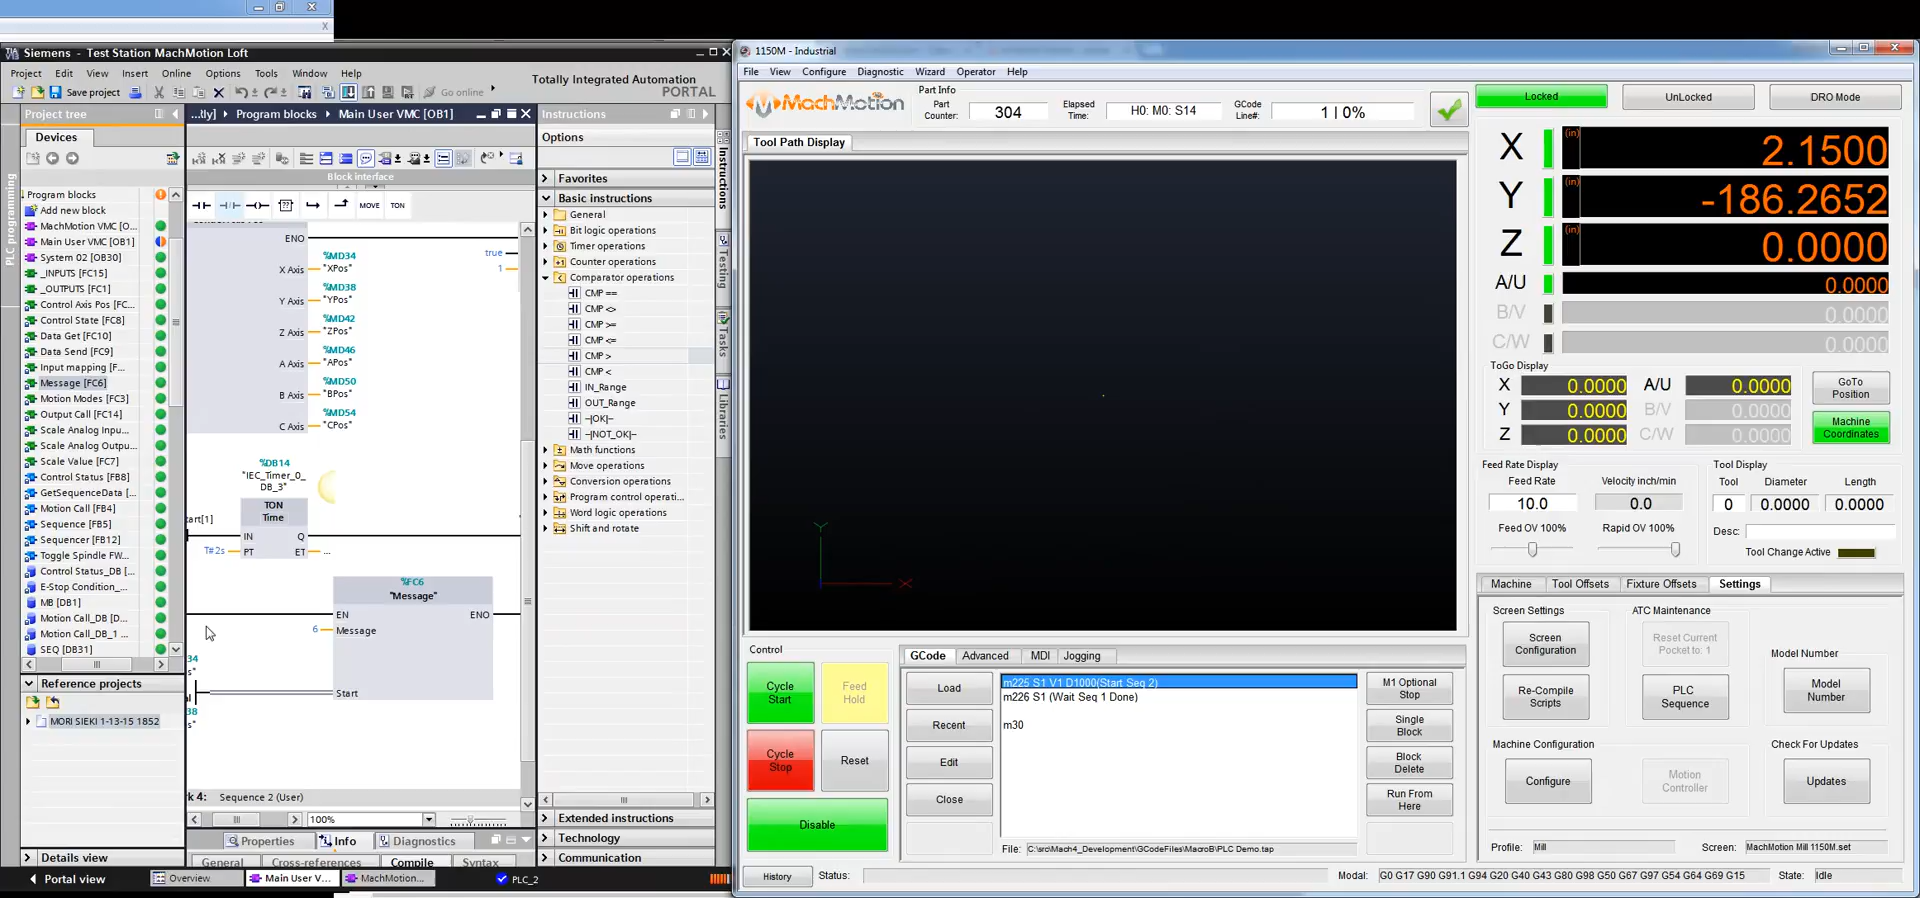 Siemens - Test Station MachMotion Loft
Project Edit View Insert Online Options Tools Window Help
Totally Integrated Automation
PORTAL
Save project
Go online
Project tree
...tly] Program blocks Main User VMC [OB1]
Devices
PLC programming
Block interface
Program blocks
Add new block
MachMotion VMC [O...
Main User VMC [OB1]
System 02 [OB30]
_INPUTS [FC15]
_OUTPUTS [FC1]
Control Axis Pos [FC...
Control State [FC8]
Data Get [FC10]
Data Send [FC9]
Input mapping [F...
Message [FC6]
Motion Modes [FC3]
Output Call [FC14]
Scale Analog Inpu...
Scale Analog Outpu...
Scale Value [FC7]
Control Status [FB8]
GetSequenceData [...
Motion Call [FB4]
Sequence [FB5]
Sequencer [FB12]
Toggle Spindle FW...
Control Status_DB [...
E-Stop Condition_...
MB [DB1]
Motion Call_DB [D...
Motion Call_DB_1 ...
SEQ [DB31]
Reference projects
MORI SIEKI 1-13-15 1852
Details view
Portal view
MOVE TON
ENO
true
1
%MD34
X Axis "XPos"
%MD38
Y Axis "YPos"
%MD42
Z Axis "ZPos"
%MD46
A Axis "APos"
%MD50
B Axis "BPos"
%MD54
C Axis "CPos"
%DB14
"IEC_Timer_0_
DB_3"
TON
Time
tart[1]
IN Q
T#2s PT ET ...
%FC6
"Message"
EN ENO
6 Message
34
Start
38
rk 4: Sequence 2 (User)
100%
Properties Info Diagnostics
General Cross-references Compile Syntax
Overview Main User V... MachMotion...
PLC_2
Instructions
Options
Favorites
Basic instructions
General
Bit logic operations
Timer operations
Counter operations
Comparator operations
CMP ==
CMP <>
CMP >=
CMP <=
CMP >
CMP <
IN_Range
OUT_Range
-|OK|-
-|NOT_OK|-
Math functions
Move operations
Conversion operations
Program control operati...
Word logic operations
Shift and rotate
Extended instructions
Technology
Communication
Instructions
Testing
Tasks
Libraries
1150M - Industrial
File View Configure Diagnostic Wizard Operator Help
MachMotion
Part Info
Part Counter: 304
Elapsed Time: H0: M0: S14
GCode Line#: 1 | 0%
Locked UnLocked DRO Mode
Tool Path Display
Y
X
X (in) 2.1500
Y (in) -186.2652
Z (in) 0.0000
A/U 0.0000
B/V 0.0000
C/W 0.0000
ToGo Display
X 0.0000 A/U 0.0000
Y 0.0000 B/V 0.0000
Z 0.0000 C/W 0.0000
GoTo Position
Machine Coordinates
Feed Rate Display
Feed Rate Velocity inch/min
10.0 0.0
Feed OV 100% Rapid OV 100%
Tool Display
Tool Diameter Length
0 0.0000 0.0000
Desc:
Tool Change Active
Machine Tool Offsets Fixture Offsets Settings
Screen Settings
Screen Configuration
Re-Compile Scripts
ATC Maintenance
Reset Current Pocket to: 1
PLC Sequence
Model Number
Model Number
Machine Configuration
Configure
Motion Controller
Check For Updates
Updates
Profile: Mill
Screen: MachMotion Mill 1150M.set
Control
Cycle Start
Feed Hold
Cycle Stop
Reset
Disable
GCode Advanced MDI Jogging
Load
Recent
Edit
Close
m225 S1 V1 D1000(Start Seq 2)
m226 S1 (Wait Seq 1 Done)
m30
M1 Optional Stop
Single Block
Block Delete
Run From Here
File: C:\src\Mach4_Development\GCodeFiles\MacroB\PLC Demo.tap
History
Status:
Modal: G0 G17 G90 G91.1 G94 G20 G40 G43 G80 G98 G50 G67 G97 G54 G64 G69 G15
State: Idle